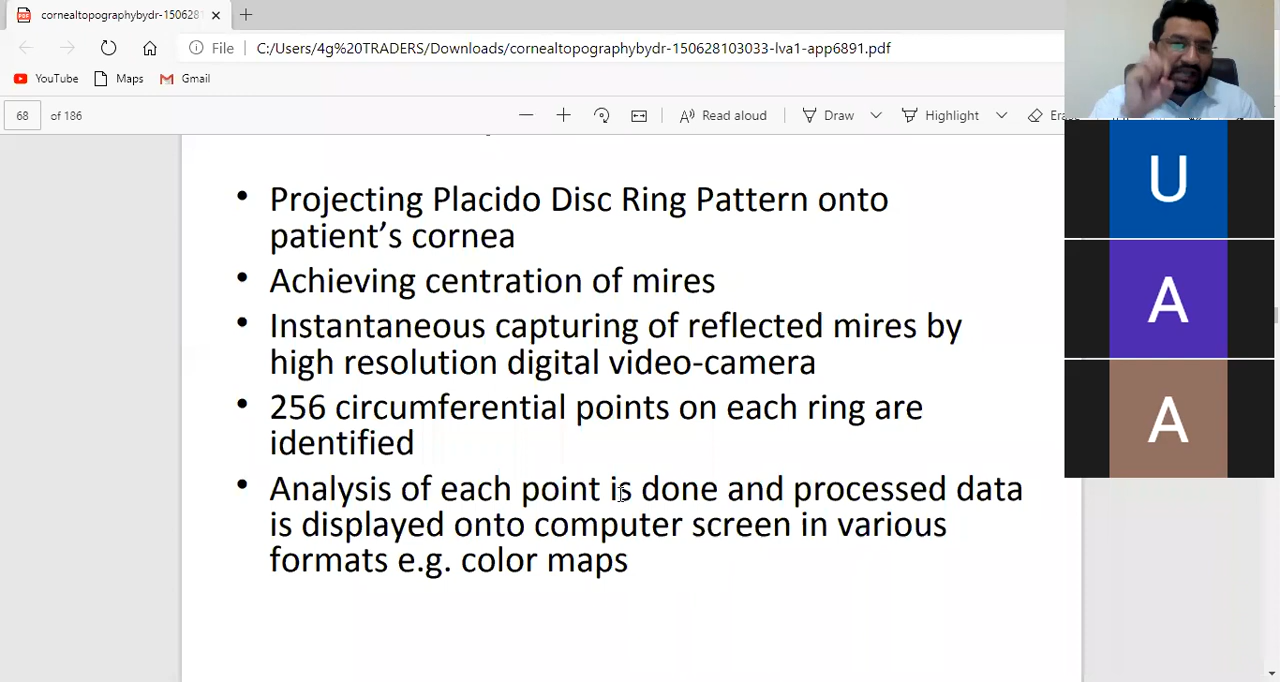 cornealtopographybydr-150628
File
C:/Users/4g%20TRADERS/Downloads/cornealtopographybydr-150628103033-lva1-app6891.pdf
YouTube
Maps
Gmail
68
of 186
Read aloud
Draw
Highlight
• Projecting Placido Disc Ring Pattern onto
patient’s cornea
• Achieving centration of mires
• Instantaneous capturing of reflected mires by
high resolution digital video-camera
• 256 circumferential points on each ring are
identified
• Analysis of each point is done and processed data
is displayed onto computer screen in various
formats e.g. color maps
U
A
A